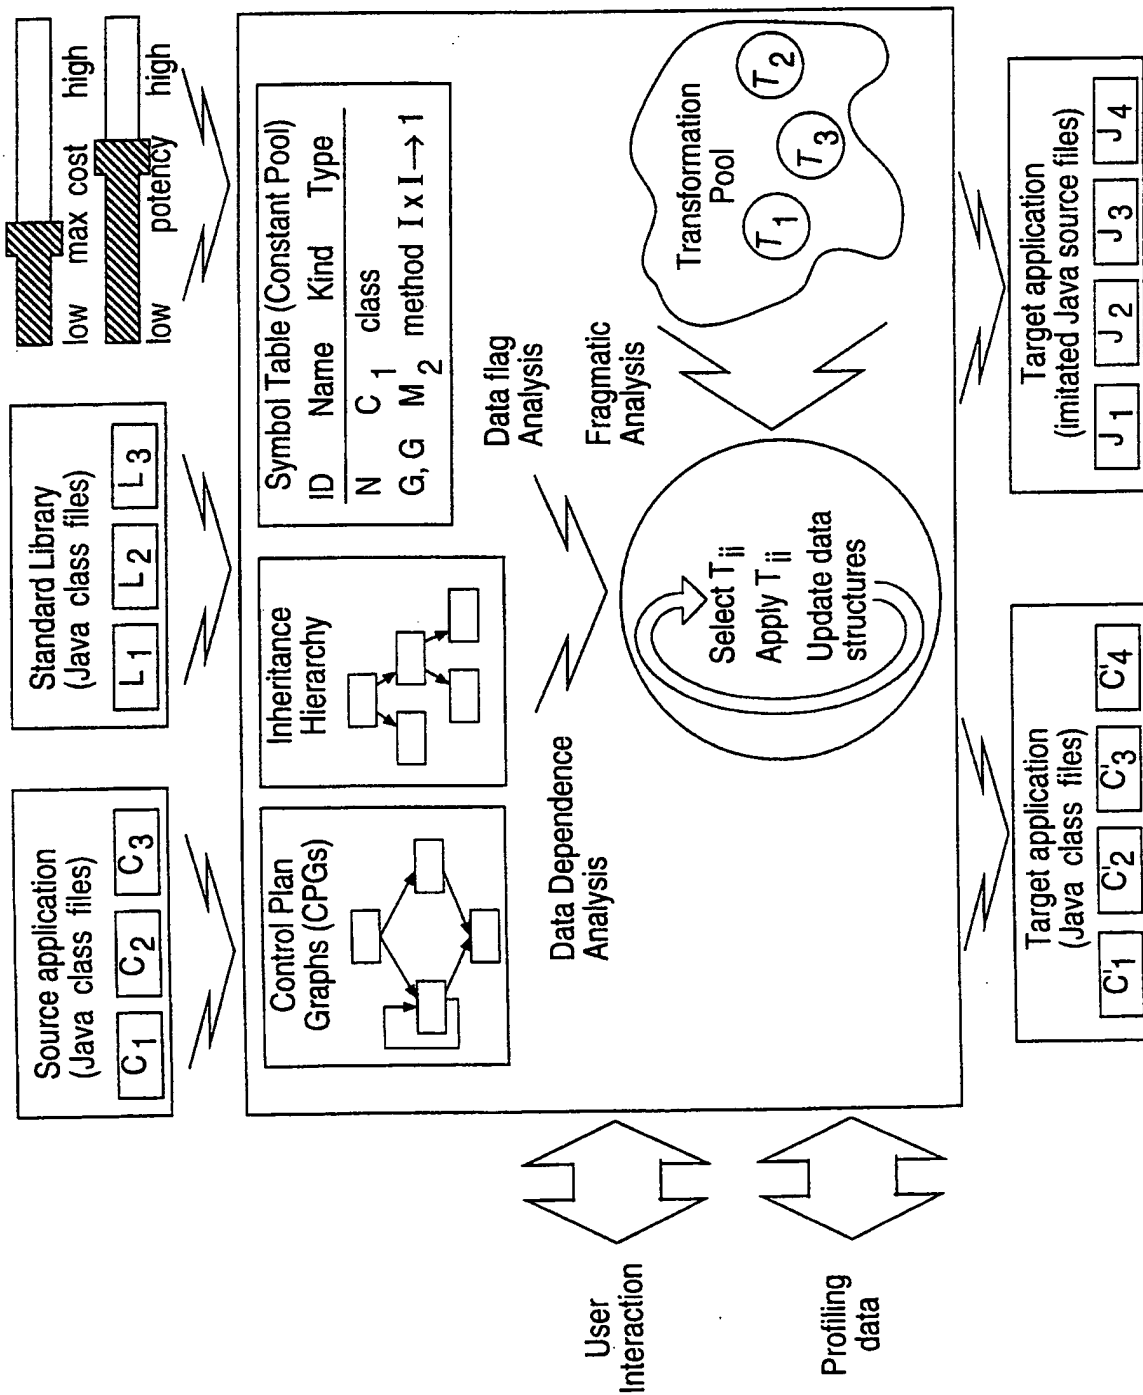 Source application
(Java class files)
C1 C2 C3
Standard Library
(Java class files)
L1 L2 L3
low max cost high
low potency high
Control Plan
Graphs (CPGs)
Inheritance
Hierarchy
Symbol Table (Constant Pool)
ID Name Kind Type
N C1 class
G, G M2 method I x I → 1
Data Dependence
Analysis
Data flag
Analysis
Fragmatic
Analysis
User
Interaction
Profiling
data
Select Tii
Apply Tii
Update data
structures
Transformation
Pool
T1 T3 T2
Target application
(Java class files)
C'1 C'2 C'3 C'4
Target application
(imitated Java source files)
J1 J2 J3 J4